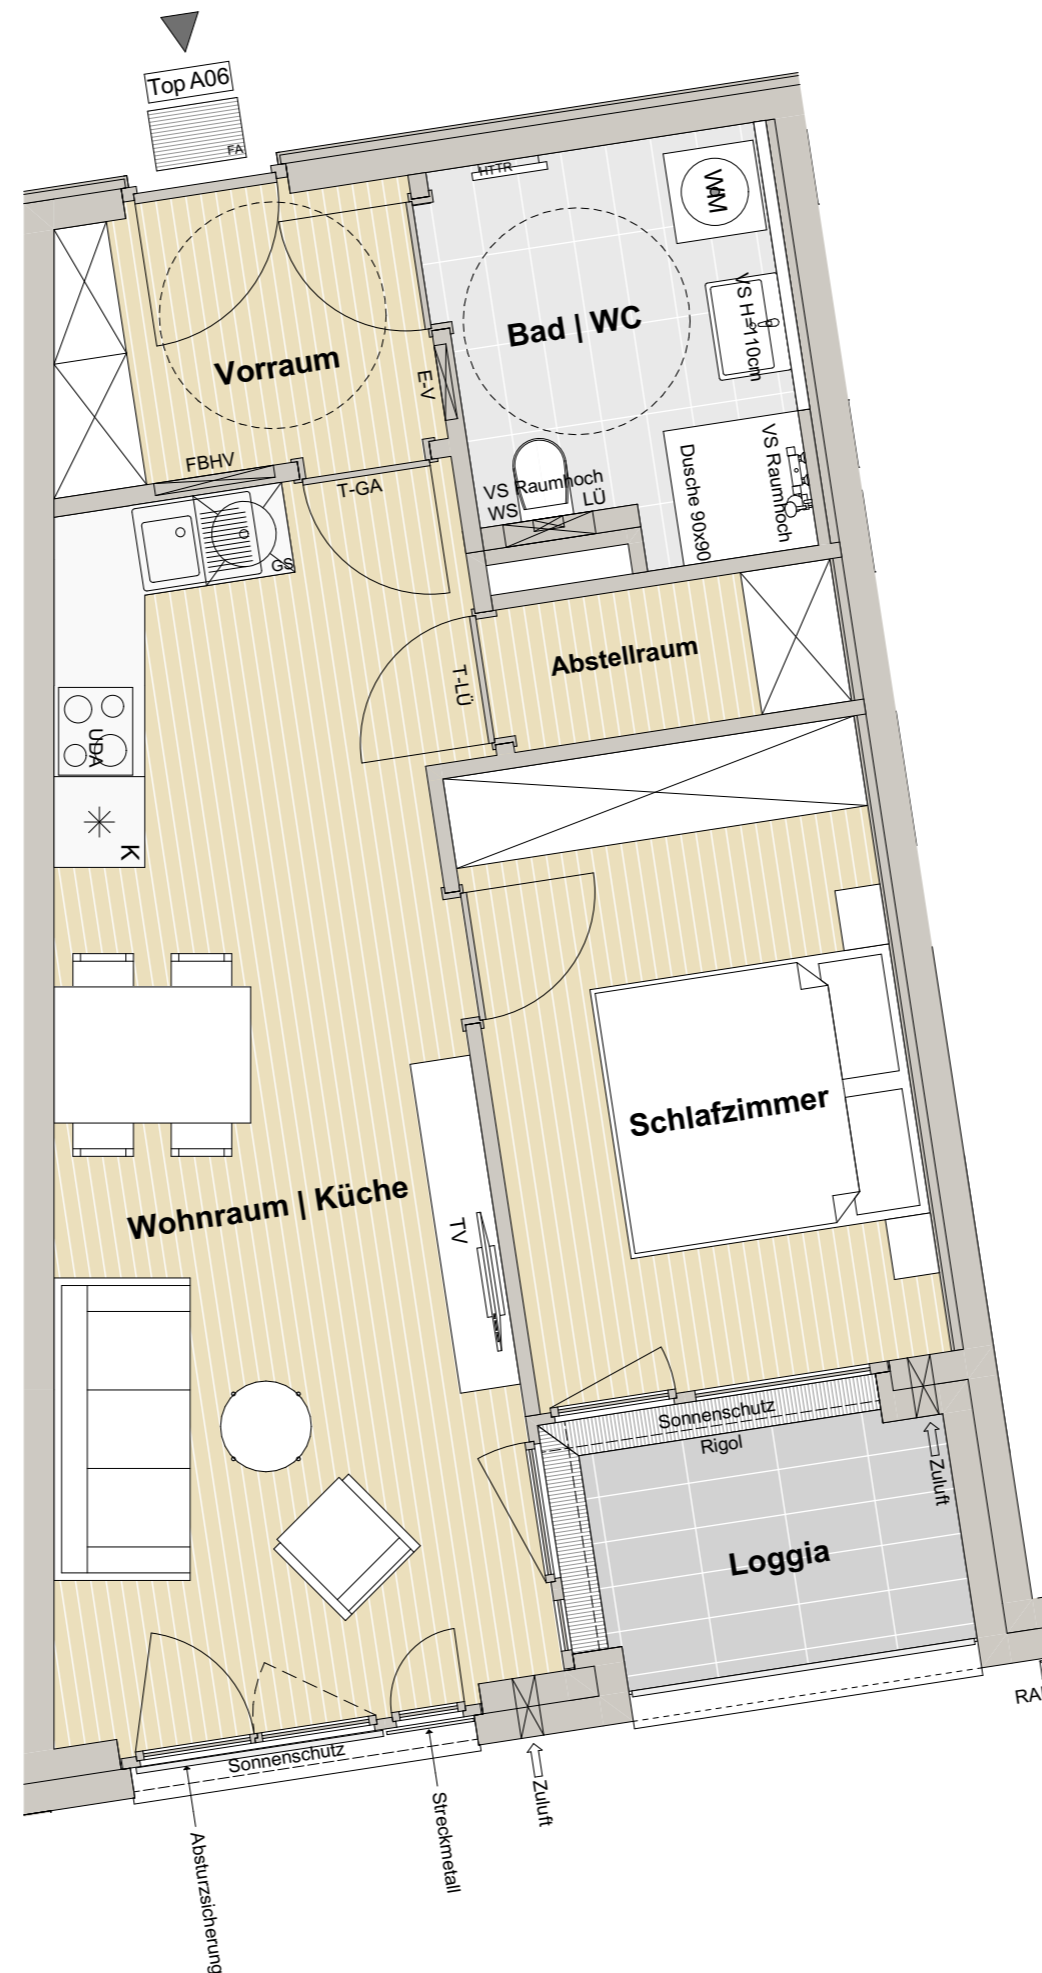 Top A06
FA
HTTR
WM
VS H=110cm
Bad | WC
Vorraum
E-V
FBHV
T-GA
VS Raumhoch
WS
LÜ
Dusche 90x90
VS Raumhoch
GS
Abstellraum
T-LÜ
UDA
K
Schlafzimmer
Wohnraum | Küche
TV
Sonnenschutz
Rigol
Zuluft
Loggia
Sonnenschutz
Zuluft
Streckmetall
Absturzsicherung